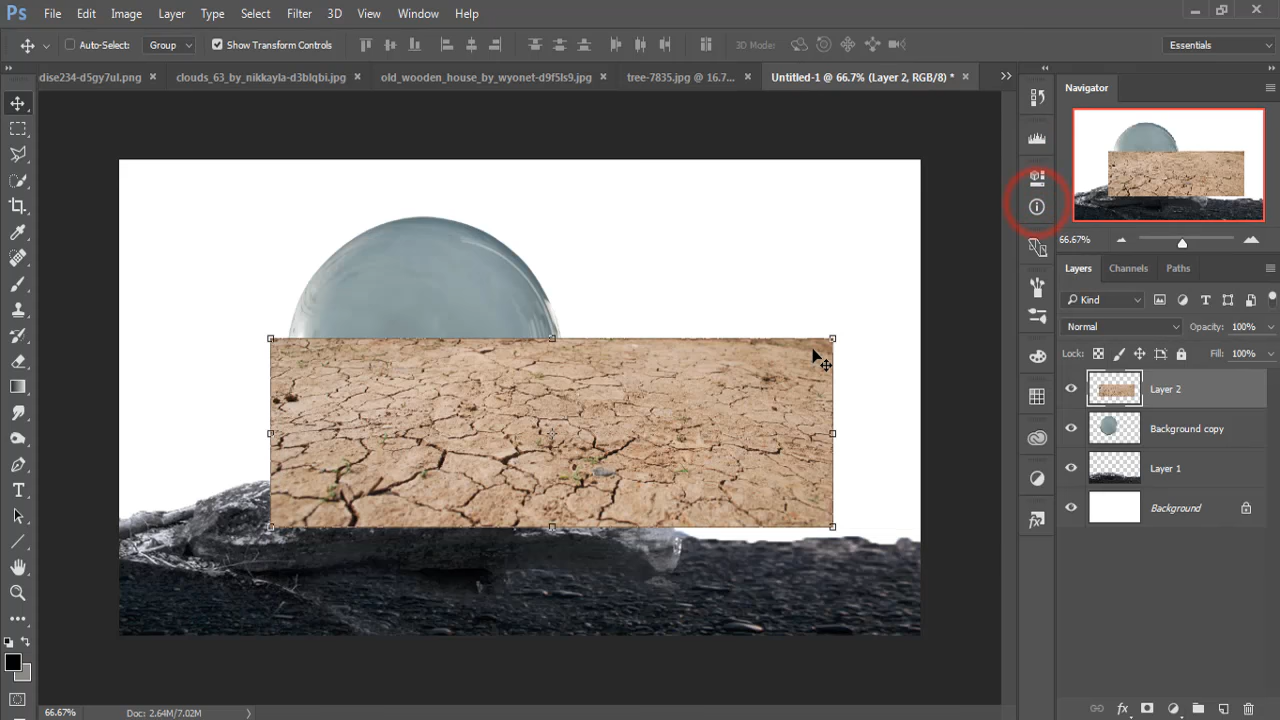 Ps File Edit Image Layer Type Select Filter 3D View Window Help
Auto-Select: Group Show Transform Controls 3D Mode: Essentials
dise234-d5gy7ul.png clouds_63_by_nikkayla-d3blqbi.jpg old_wooden_house_by_wyonet-d9f5ls9.jpg tree-7835.jpg @ 16.7... Untitled-1 @ 66.7% (Layer 2, RGB/8) *
Navigator
66.67%
Layers Channels Paths
Kind
Normal Opacity: 100%
Lock: Fill: 100%
Layer 2
Background copy
Layer 1
Background
66.67% Doc: 2.64M/7.02M